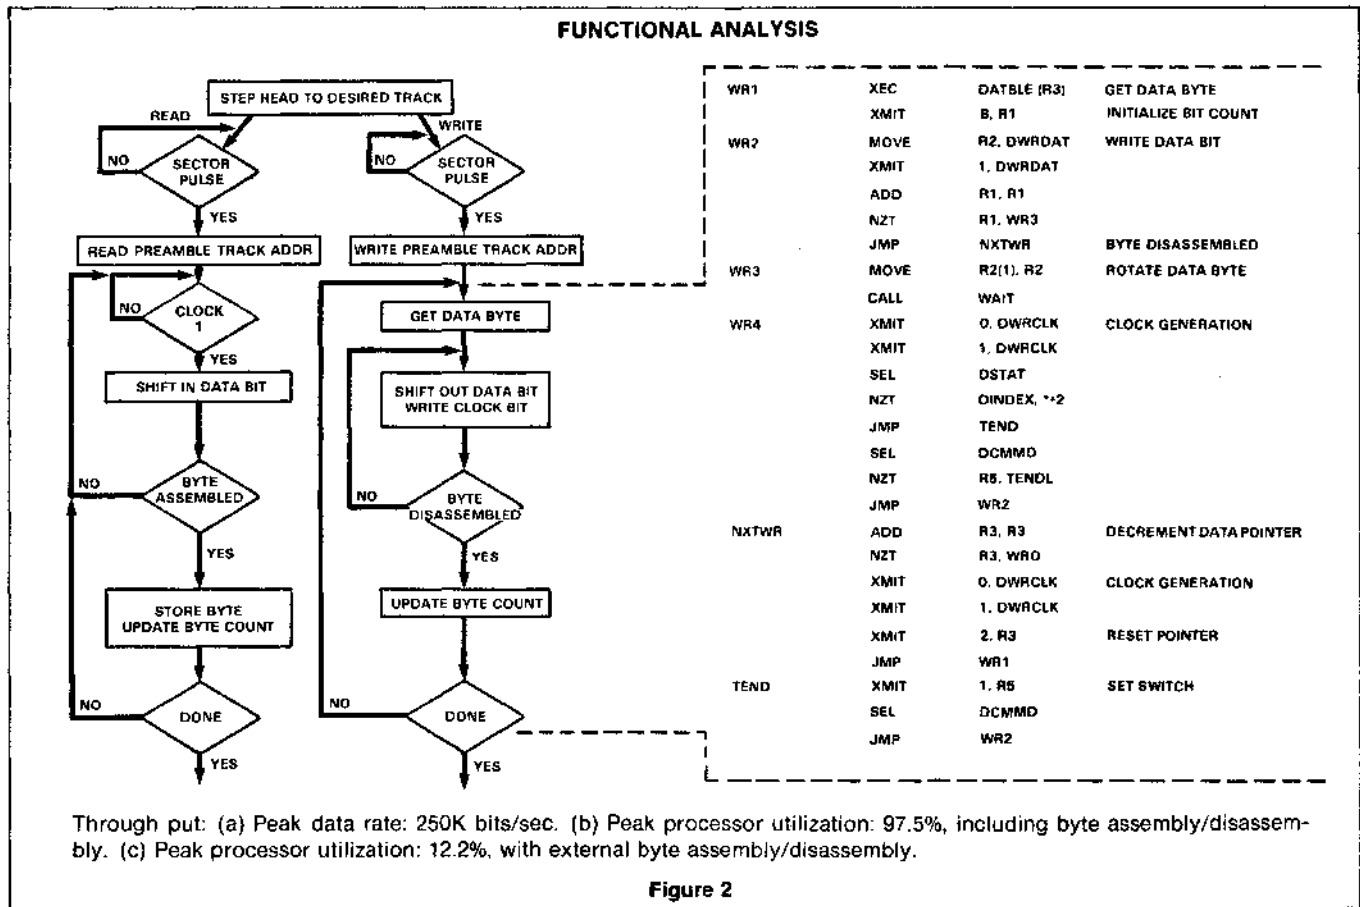 FUNCTIONAL ANALYSIS
STEP HEAD TO DESIRED TRACK
READ
WRITE
NO
SECTOR
PULSE
YES
NO
SECTOR
PULSE
YES
READ PREAMBLE TRACK ADDR
WRITE PREAMBLE TRACK ADDR
NO
CLOCK
1
YES
GET DATA BYTE
SHIFT IN DATA BIT
SHIFT OUT DATA BIT
WRITE CLOCK BIT
NO
BYTE
ASSEMBLED
YES
NO
BYTE
DISASSEMBLED
YES
STORE BYTE
UPDATE BYTE COUNT
UPDATE BYTE COUNT
NO
DONE
YES
NO
DONE
YES
WR1 XEC DATBLE (R3) GET DATA BYTE
XMIT 8, R1 INITIALIZE BIT COUNT
WR2 MOVE R2, DWRDAT WRITE DATA BIT
XMIT 1, DWRDAT
ADD R1, R1
NZT R1, WR3
JMP NXTWR BYTE DISASSEMBLED
WR3 MOVE R2(1), R2 ROTATE DATA BYTE
CALL WAIT
WR4 XMIT 0, DWRCLK CLOCK GENERATION
XMIT 1, DWRCLK
SEL DSTAT
NZT DINDEX, *+2
JMP TEND
SEL DCMMD
NZT R5, TENDL
JMP WR2
NXTWR ADD R3, R3 DECREMENT DATA POINTER
NZT R3, WRO
XMIT 0, DWRCLK CLOCK GENERATION
XMIT 1, DWRCLK
XMIT 2, R3 RESET POINTER
JMP WR1
TEND XMIT 1, R5 SET SWITCH
SEL DCMMD
JMP WR2
Through put: (a) Peak data rate: 250K bits/sec. (b) Peak processor utilization: 97.5%, including byte assembly/disassem-
bly. (c) Peak processor utilization: 12.2%, with external byte assembly/disassembly.
Figure 2